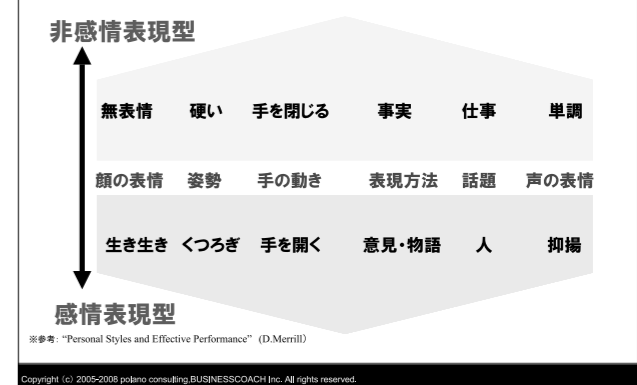 非感情表現型
無表情 硬い 手を閉じる 事実 仕事 単調
顔の表情 姿勢 手の動き 表現方法 話題 声の表情
生き生き くつろぎ 手を開く 意見・物語 人 抑揚
感情表現型
※参考: “Personal Styles and Effective Performance” (D.Merrill)
Copyright (c) 2005-2008 polano consulting,BUSINESSCOACH Inc. All rights reserved.